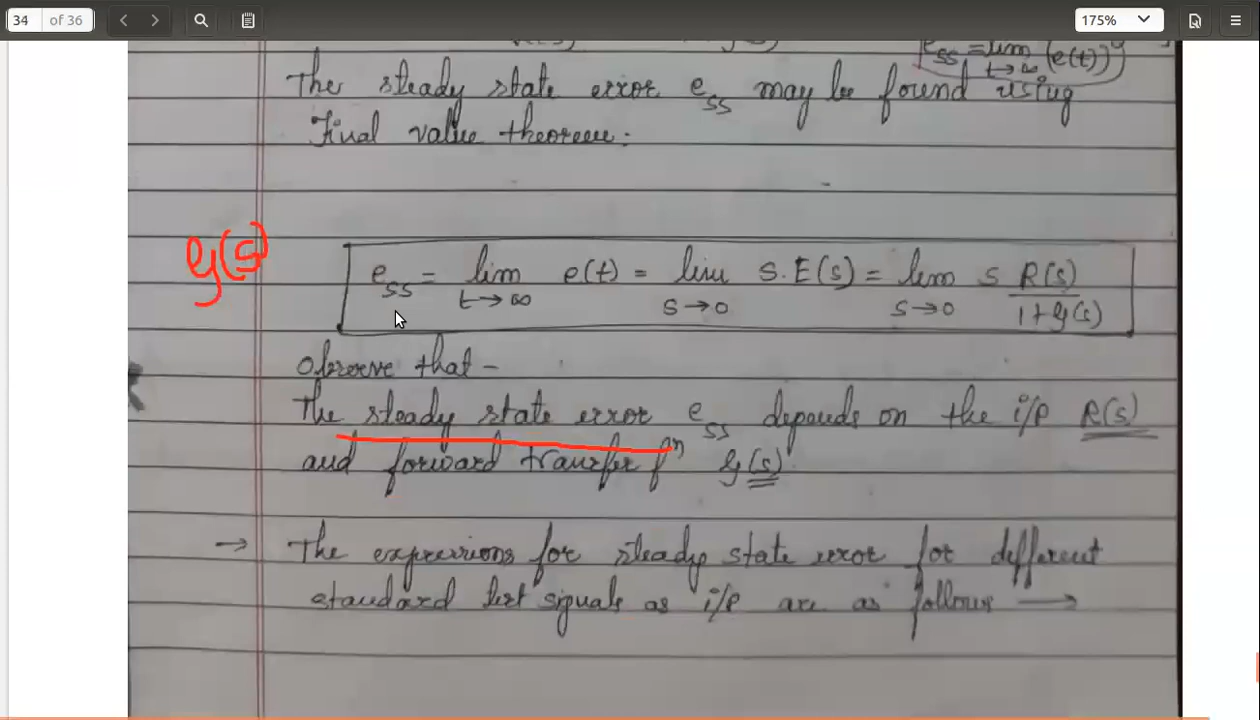 34 of 36
175%
ess = lim t→∞ (e(t))
The steady state error ess may be found using
Final value theorem.
G(s)
ess = lim t→∞ e(t) = lim s→0 s.E(s) = lim s→0 s R(s)/1+G(s)
Observe that -
The steady state error ess depends on the i/p R(s)
and forward transfer fⁿ G(s)
→ The expressions for steady state error for different
standard test signals as i/p are as follows →